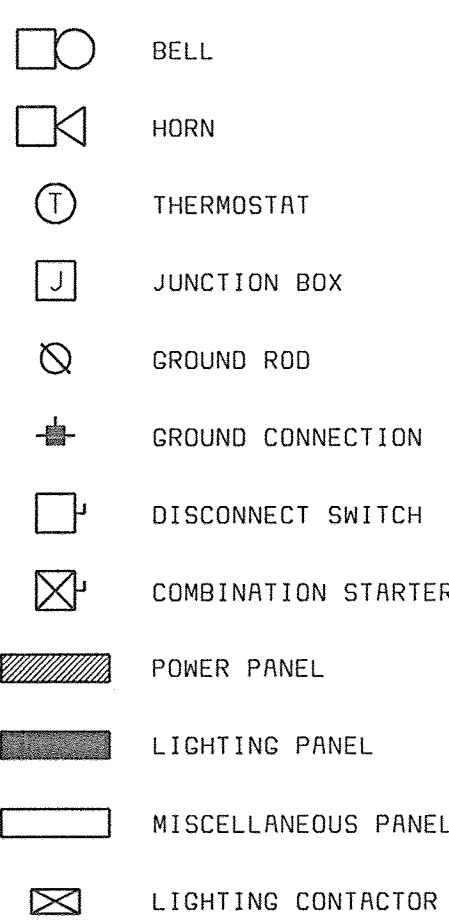 BELL
HORN
T THERMOSTAT
J JUNCTION BOX
GROUND ROD
GROUND CONNECTION
DISCONNECT SWITCH
COMBINATION STARTER
POWER PANEL
LIGHTING PANEL
MISCELLANEOUS PANEL
LIGHTING CONTACTOR